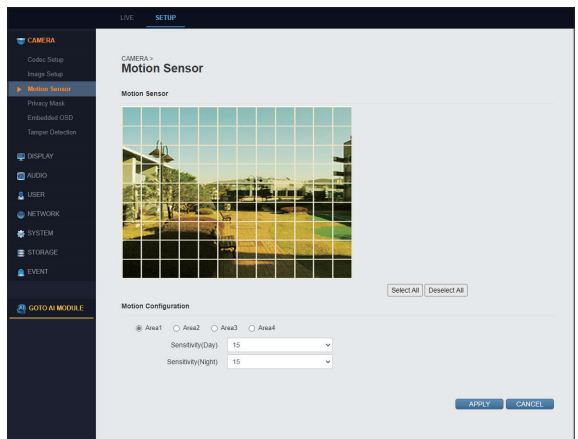 LIVE SETUP
CAMERA
Codec Setup
Image Setup
Motion Sensor
Privacy Mask
Embedded OSD
Tamper Detection
DISPLAY
AUDIO
USER
NETWORK
SYSTEM
STORAGE
EVENT
GOTO AI MODULE
CAMERA >
Motion Sensor
Motion Sensor
Select All Deselect All
Motion Configuration
Area1 Area2 Area3 Area4
Sensitivity(Day) 15
Sensitivity(Night) 15
APPLY CANCEL